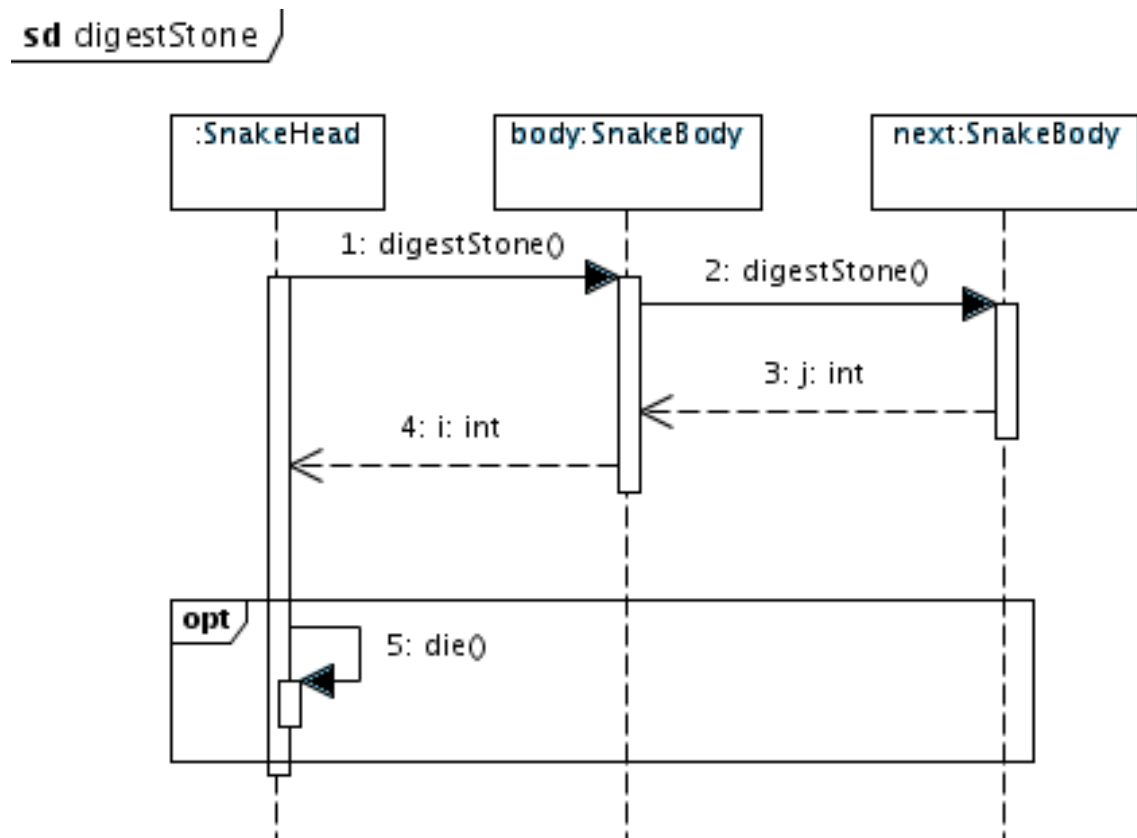 sd digestStone
:SnakeHead
body:SnakeBody
next:SnakeBody
1: digestStone()
2: digestStone()
3: j: int
4: i: int
opt
5: die()